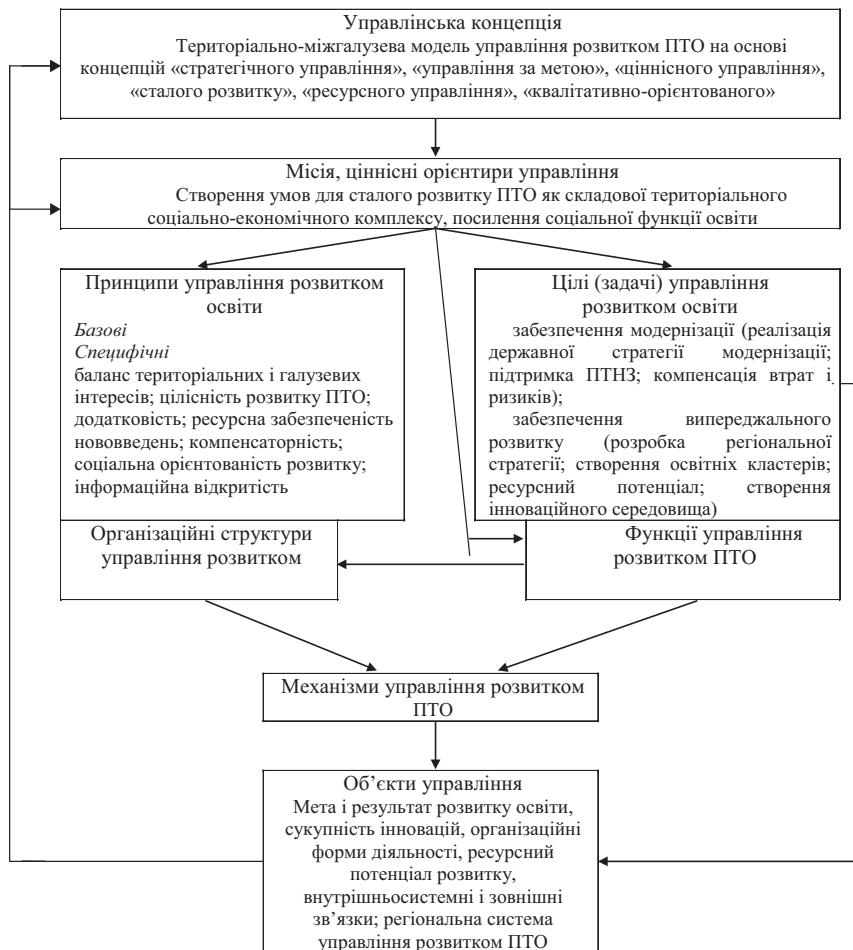 Управлінська концепція
Територіально-міжгалузева модель управління розвитком ПТО на основі
концепцій «стратегічного управління», «управління за метою», «ціннісного управління»,
«сталого розвитку», «ресурсного управління», «квалітативно-орієнтованого»
Місія, ціннісні орієнтири управління
Створення умов для сталого розвитку ПТО як складової територіального
соціально-економічного комплексу, посилення соціальної функції освіти
Принципи управління розвитком
освіти
Базові
Специфічні
баланс територіальних і галузевих
інтересів; цілісність розвитку ПТО;
додатковість; ресурсна забезпеченість
нововведень; компенсаторність;
соціальна орієнтованість розвитку;
інформаційна відкритість
Цілі (задачі) управління
розвитком освіти
забезпечення модернізації (реалізація
державної стратегії модернізації;
підтримка ПТНЗ; компенсація втрат і
ризиків);
забезпечення випереджального
розвитку (розробка регіональної
стратегії; створення освітніх кластерів;
ресурсний потенціал; створення
інноваційного середовища)
Організаційні структури
управління розвитком
Функції управління
розвитком ПТО
Механізми управління розвитком
ПТО
Об’єкти управління
Мета і результат розвитку освіти,
сукупність інновацій, організаційні
форми діяльності, ресурсний
потенціал розвитку,
внутрішньосистемні і зовнішні
зв’язки; регіональна система
управління розвитком ПТО